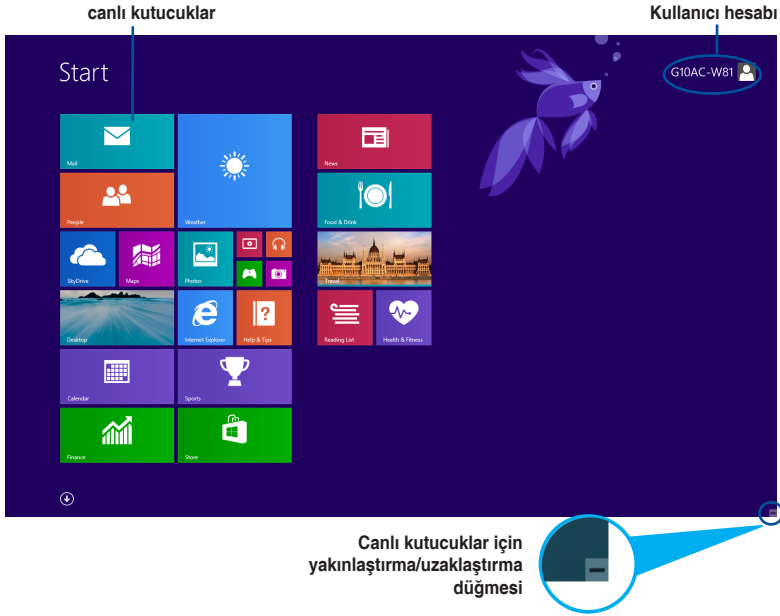 canlı kutucuklar
Kullanıcı hesabı
Start
G10AC-W81
Mail
Weather
News
People
Food & Drink
SkyDrive
Maps
Photos
Travel
Desktop
Internet Explorer
Help & Tips
Reading List
Health & Fitness
Calendar
Sports
Finance
Store
Canlı kutucuklar için
yakınlaştırma/uzaklaştırma
düğmesi